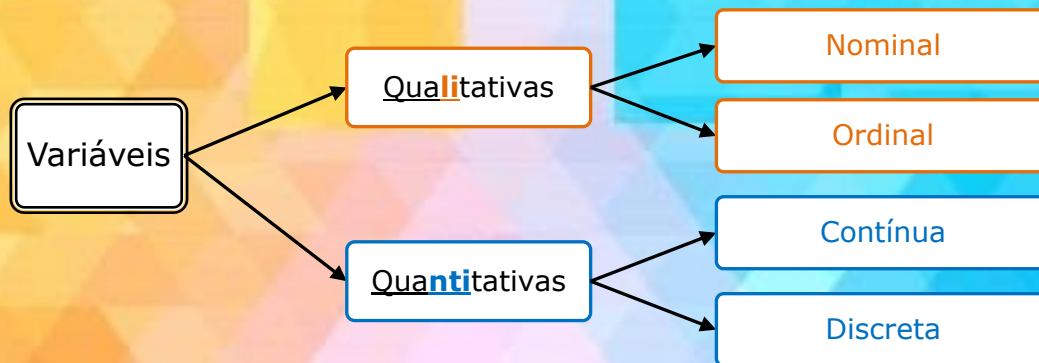 Variáveis
Qualitativas
Nominal
Ordinal
Quantitativas
Contínua
Discreta